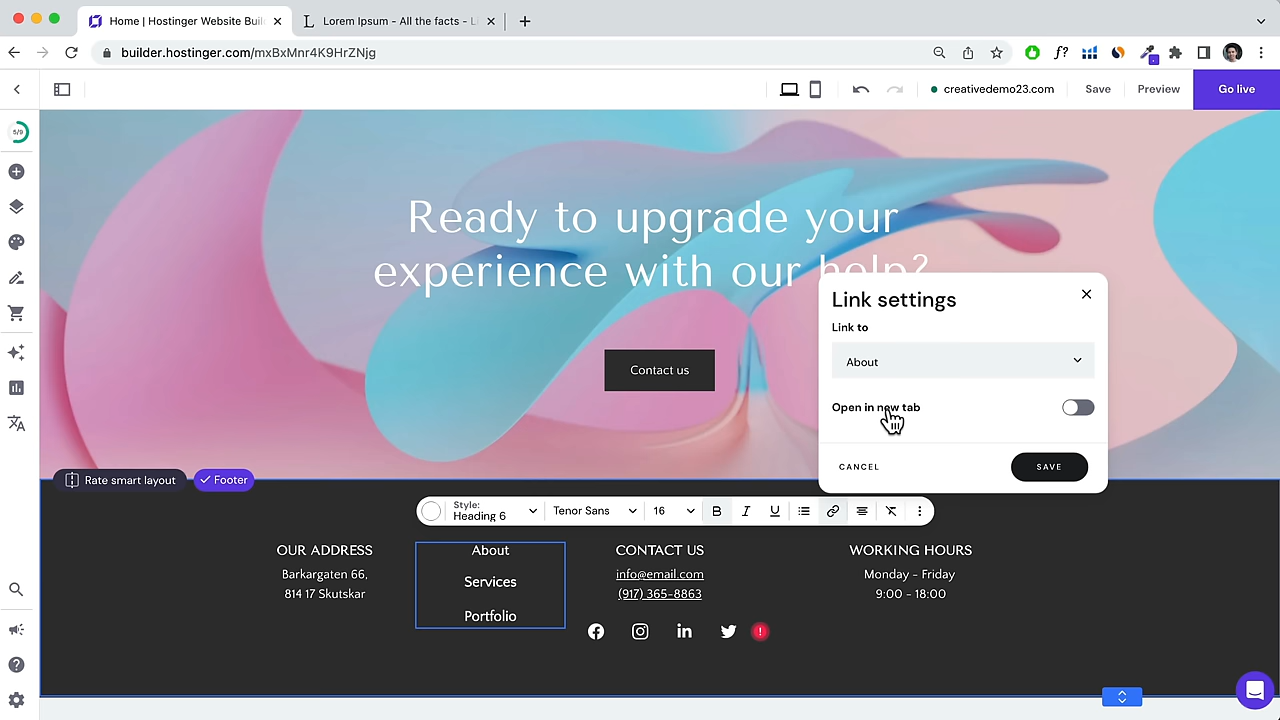 Home | Hostinger Website Buil
Lorem Ipsum - All the facts - Li
builder.hostinger.com/mxBxMnr4K9HrZNjg
f?
creativedemo23.com
Save
Preview
Go live
5/9
Ready to upgrade your
experience with our help?
Contact us
Link settings
Link to
About
Open in new tab
CANCEL
SAVE
Rate smart layout
Footer
Style:
Heading 6
Tenor Sans
16
B
I
U
OUR ADDRESS
Barkargaten 66,
814 17 Skutskar
About
Services
Portfolio
CONTACT US
info@email.com
(917) 365-8863
WORKING HOURS
Monday - Friday
9:00 - 18:00